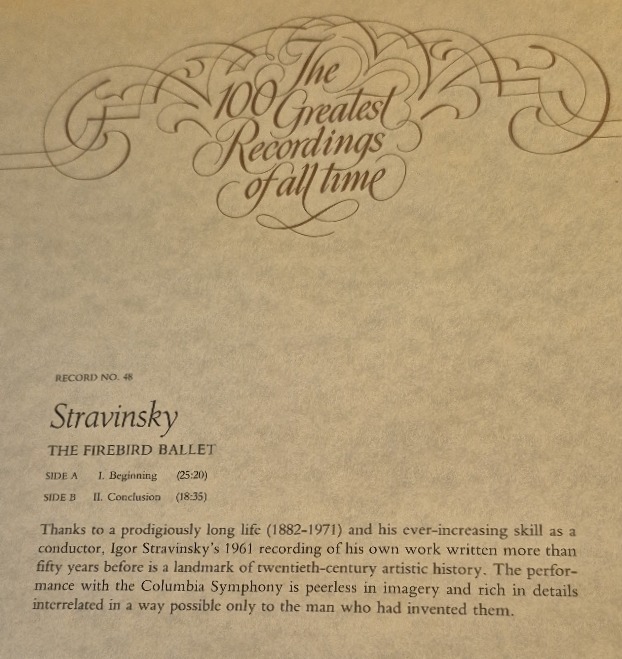 The
100 Greatest
Recordings
of all time
RECORD NO. 48
Stravinsky
THE FIREBIRD BALLET
SIDE A I. Beginning (25:20)
SIDE B II. Conclusion (18:35)
Thanks to a prodigiously long life (1882-1971) and his ever-increasing skill as a
conductor, Igor Stravinsky's 1961 recording of his own work written more than
fifty years before is a landmark of twentieth-century artistic history. The perfor-
mance with the Columbia Symphony is peerless in imagery and rich in details
interrelated in a way possible only to the man who had invented them.